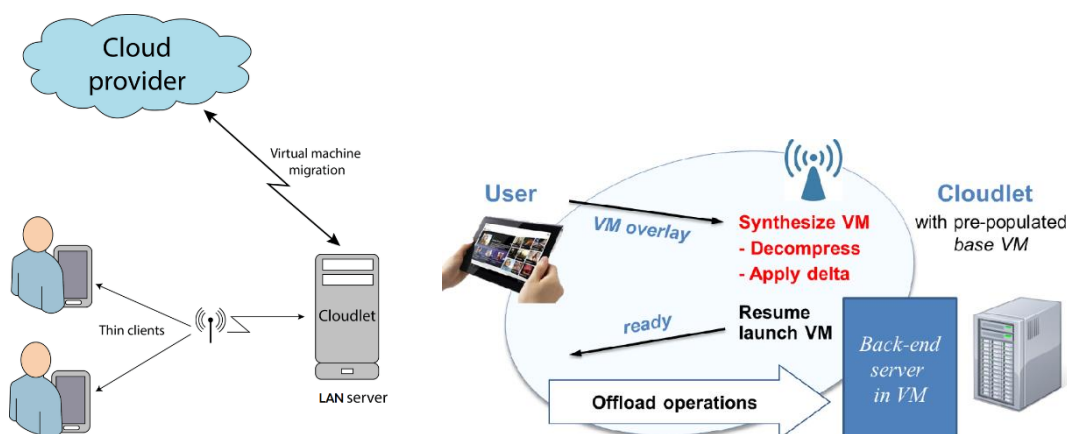 Cloud
provider
Virtual machine
migration
Thin clients
Cloudlet
LAN server
User
VM overlay
Synthesize VM
- Decompress
- Apply delta
Cloudlet
with pre-populated
base VM
ready
Resume
launch VM
Back-end
server
in VM
Offload operations